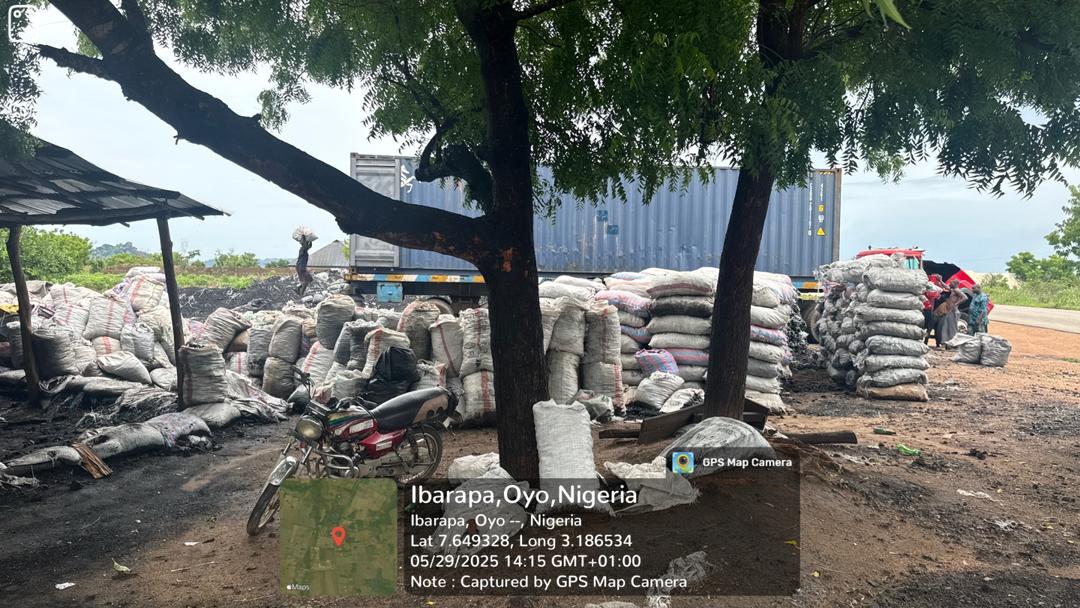 GPS Map Camera
Ibarapa,Oyo,Nigeria
Ibarapa, Oyo --, Nigeria
Lat 7.649328, Long 3.186534
05/29/2025 14:15 GMT+01:00
Note : Captured by GPS Map Camera
Maps